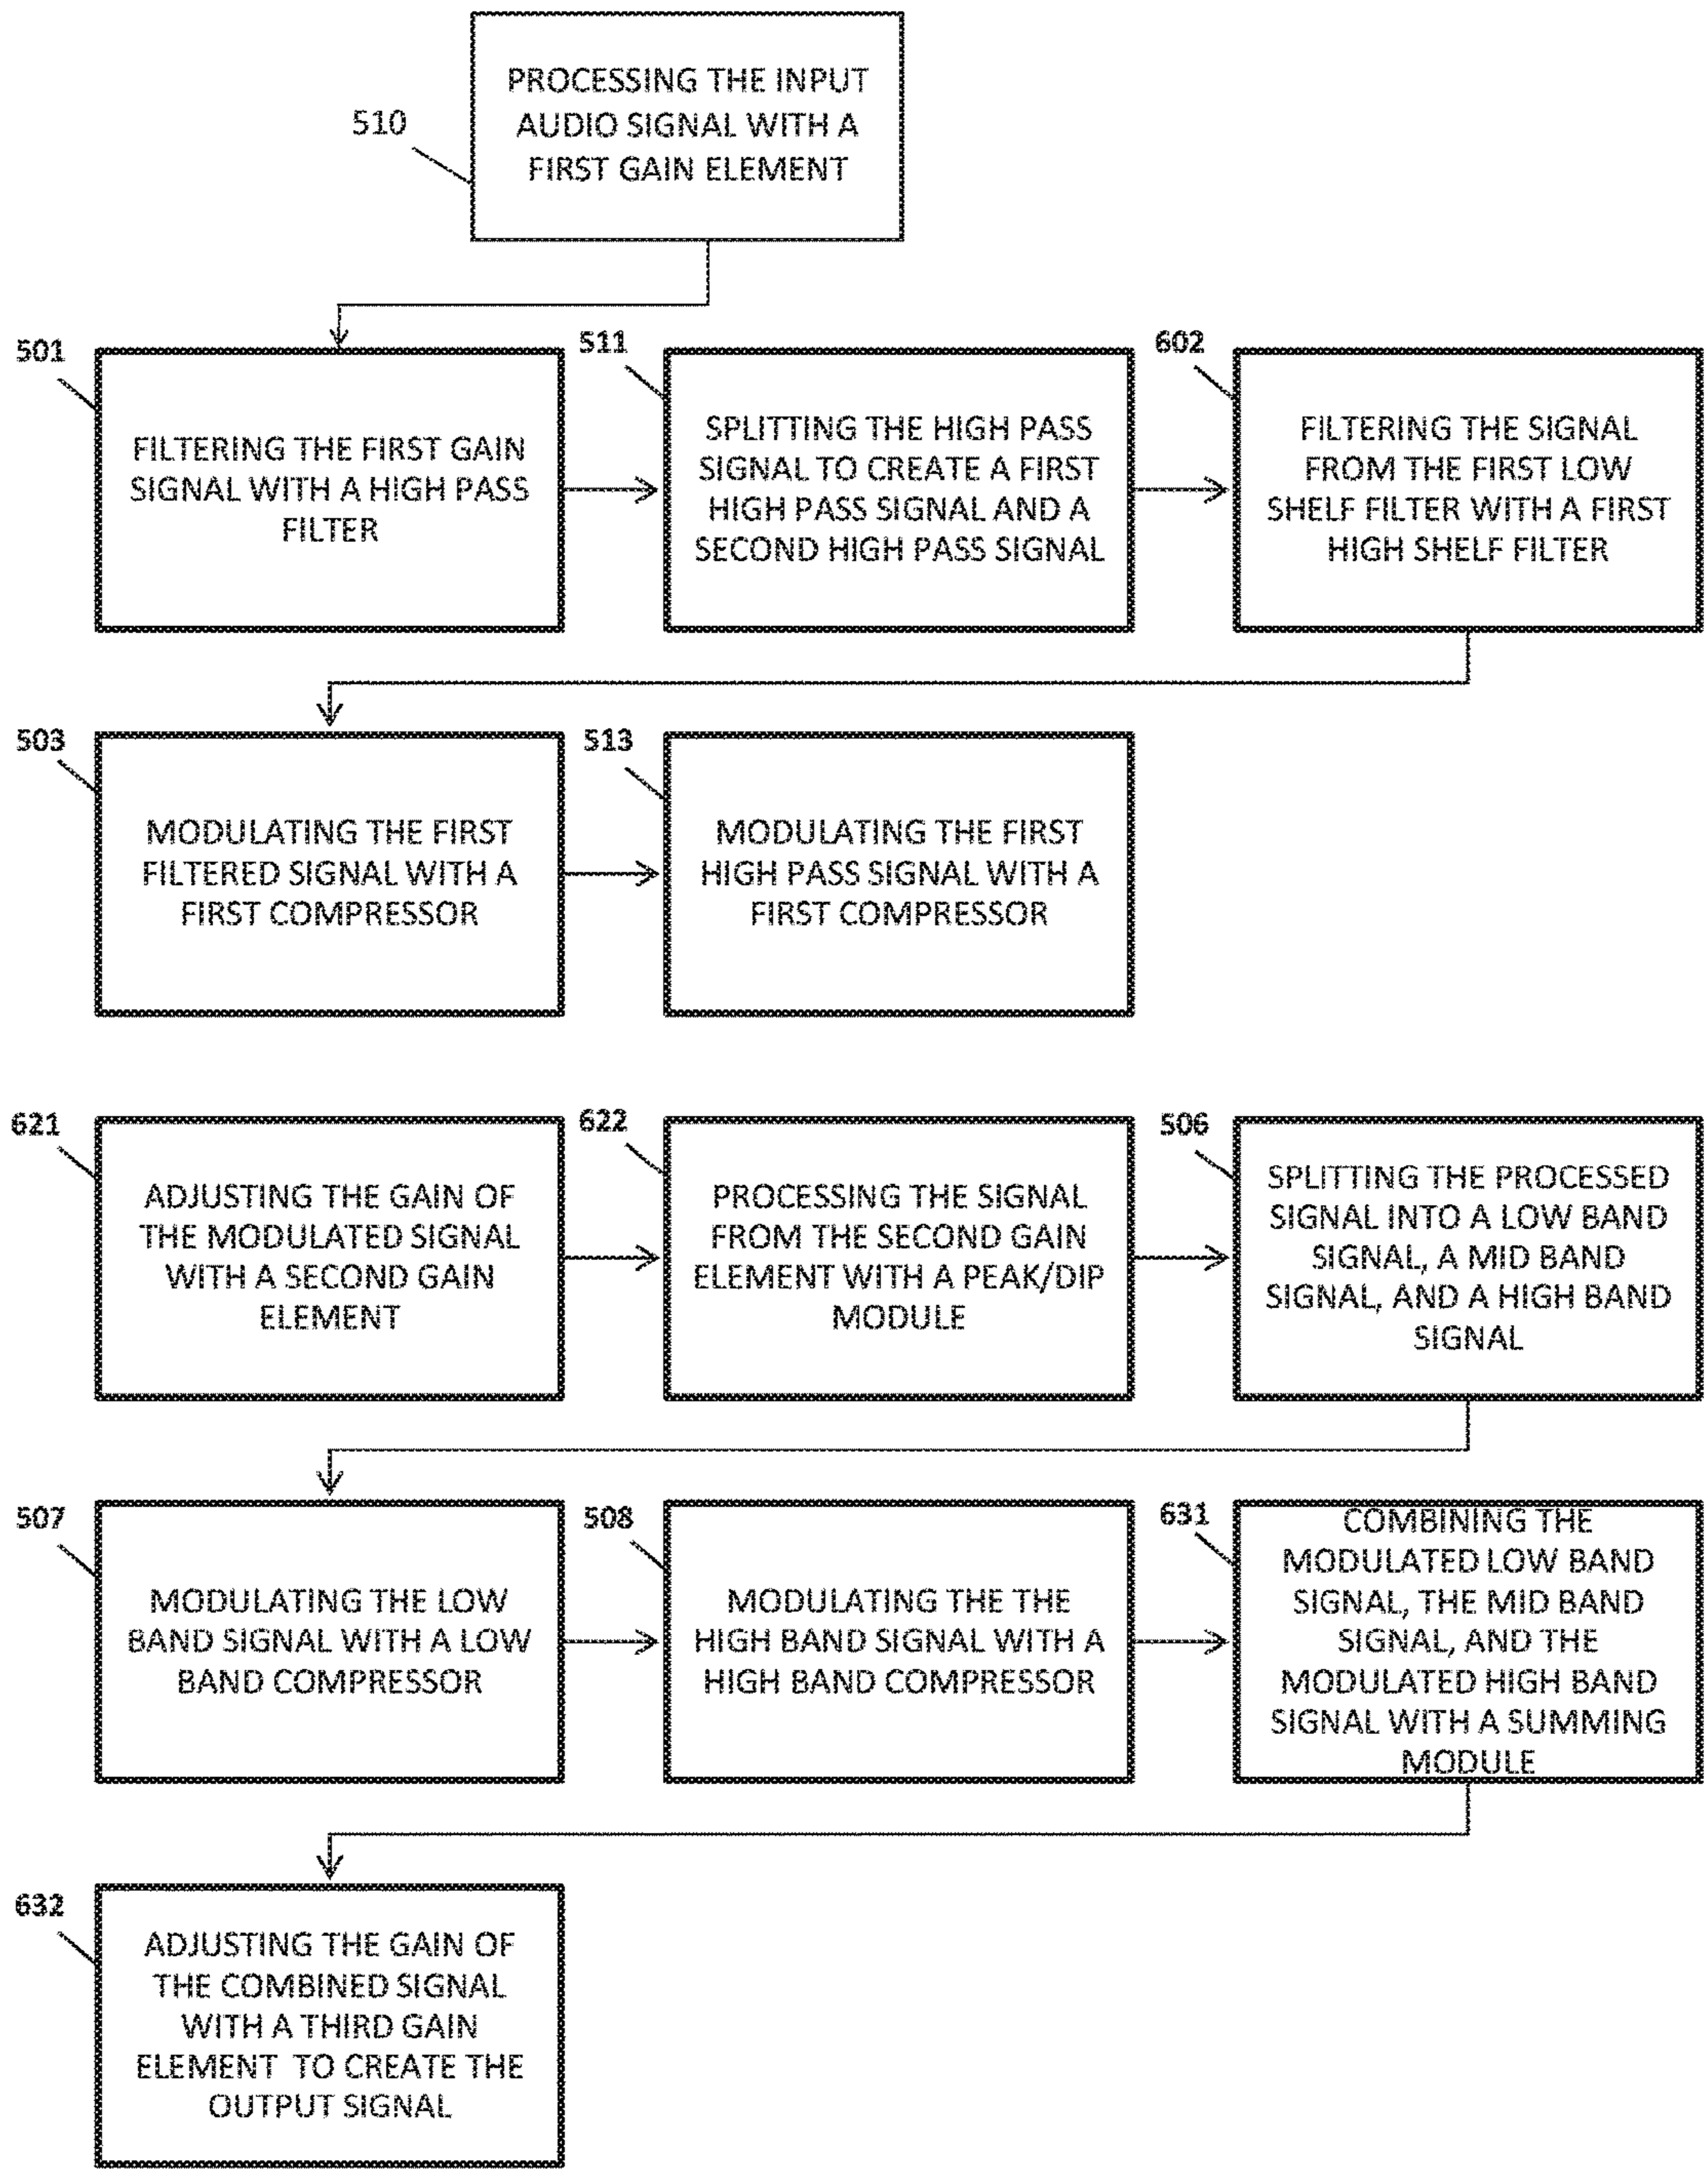 PROCESSING THE INPUT
AUDIO SIGNAL WITH A
FIRST GAIN ELEMENT
510
501
FILTERING THE FIRST GAIN
SIGNAL WITH A HIGH PASS
FILTER
511
SPLITTING THE HIGH PASS
SIGNAL TO CREATE A FIRST
HIGH PASS SIGNAL AND A
SECOND HIGH PASS SIGNAL
602
FILTERING THE SIGNAL
FROM THE FIRST LOW
SHELF FILTER WITH A FIRST
HIGH SHELF FILTER
503
MODULATING THE FIRST
FILTERED SIGNAL WITH A
FIRST COMPRESSOR
513
MODULATING THE FIRST
HIGH PASS SIGNAL WITH A
FIRST COMPRESSOR
621
ADJUSTING THE GAIN OF
THE MODULATED SIGNAL
WITH A SECOND GAIN
ELEMENT
622
PROCESSING THE SIGNAL
FROM THE SECOND GAIN
ELEMENT WITH A PEAK/DIP
MODULE
506
SPLITTING THE PROCESSED
SIGNAL INTO A LOW BAND
SIGNAL, A MID BAND
SIGNAL, AND A HIGH BAND
SIGNAL
507
MODULATING THE LOW
BAND SIGNAL WITH A LOW
BAND COMPRESSOR
508
MODULATING THE THE
HIGH BAND SIGNAL WITH A
HIGH BAND COMPRESSOR
631
COMBINING THE
MODULATED LOW BAND
SIGNAL, THE MID BAND
SIGNAL, AND THE
MODULATED HIGH BAND
SIGNAL WITH A SUMMING
MODULE
632
ADJUSTING THE GAIN OF
THE COMBINED SIGNAL
WITH A THIRD GAIN
ELEMENT TO CREATE THE
OUTPUT SIGNAL